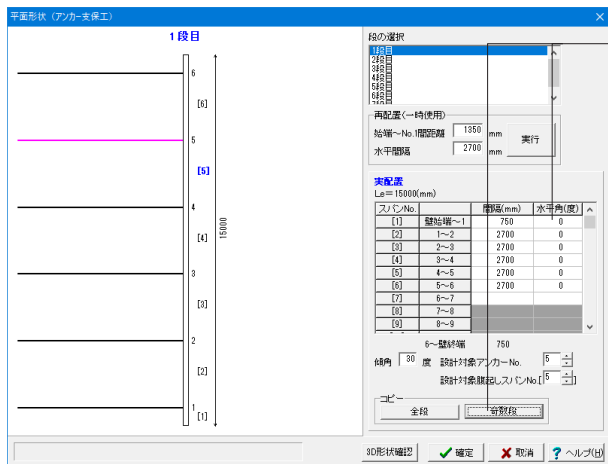 平面形状（アンカー支保工）
1段目
6
[6]
5
[5]
4
[4]
15000
3
[3]
2
[2]
1
[1]
段の選択
1段目
2段目
3段目
4段目
5段目
6段目
再配置(一時使用)
始端～No.1間距離 1350 mm
水平間隔 2700 mm
実行
実配置
Le＝15000(mm)
スパンNo. 間隔(mm) 水平角(度)
[1] 壁始端～1 750 0
[2] 1～2 2700 0
[3] 2～3 2700 0
[4] 3～4 2700 0
[5] 4～5 2700 0
[6] 5～6 2700 0
[7] 6～7
[8] 7～8
[9] 8～9
6～壁終端 750
傾角 30 度 設計対象アンカーNo. 5
設計対象腹起しスパンNo.[ 5 ]
コピー
全段 奇数段
3D形状確認 確定 取消 ヘルプ(H)